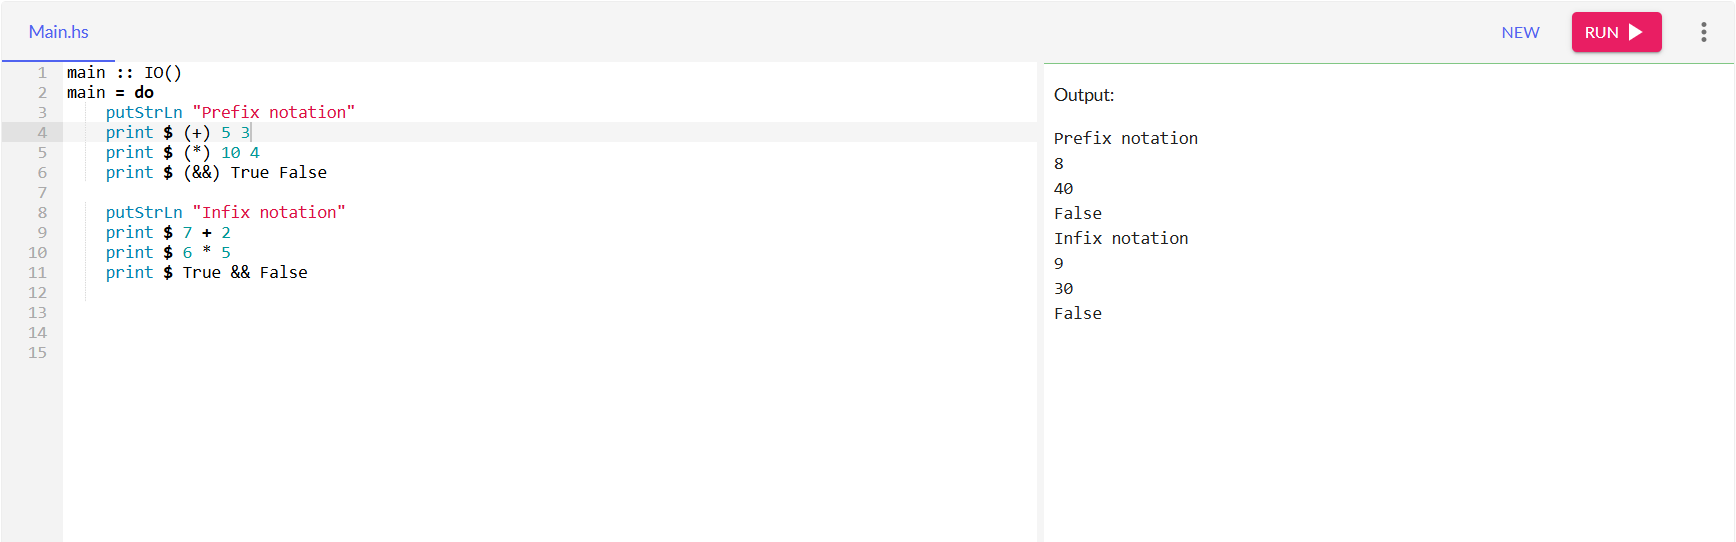 Main.hs
NEW
RUN
1 main :: IO()
2 main = do
3     putStrLn "Prefix notation"
4     print $ (+) 5 3
5     print $ (*) 10 4
6     print $ (&&) True False
7
8     putStrLn "Infix notation"
9     print $ 7 + 2
10     print $ 6 * 5
11     print $ True && False
12
13
14
15
Output:
Prefix notation
8
40
False
Infix notation
9
30
False